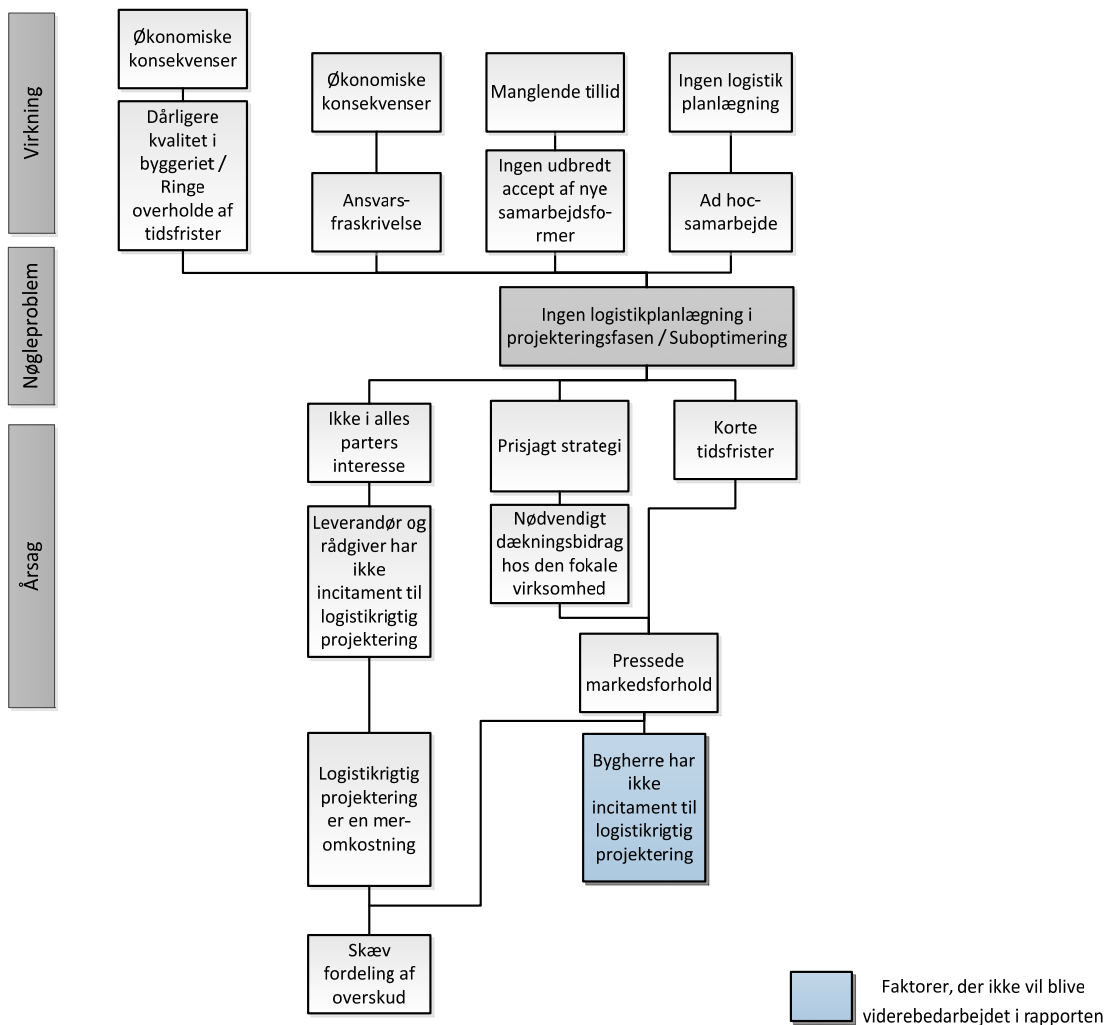 Virkning
Økonomiske
konsekvenser
Dårligere
kvalitet i
byggeriet /
Ringe
overholde af
tidsfrister
Økonomiske
konsekvenser
Ansvars-
fraskrivelse
Manglende tillid
Ingen udbredt
accept af nye
samarbejdsfo-
rmer
Ingen logistik
planlægning
Ad hoc-
samarbejde
Nøgleproblem
Ingen logistikplanlægning i
projekteringsfasen / Suboptimering
Årsag
Ikke i alles
parters
interesse
Leverandør og
rådgiver har
ikke
incitament til
logistikrigtig
projektering
Prisjagt strategi
Nødvendigt
dækningsbidrag
hos den fokale
virksomhed
Korte
tidsfrister
Pressede
markedsforhold
Logistikrigtig
projektering
er en mer-
omkostning
Bygherre har
ikke
incitament til
logistikrigtig
projektering
Skæv
fordeling af
overskud
Faktorer, der ikke vil blive
viderebedarbejdet i rapporten